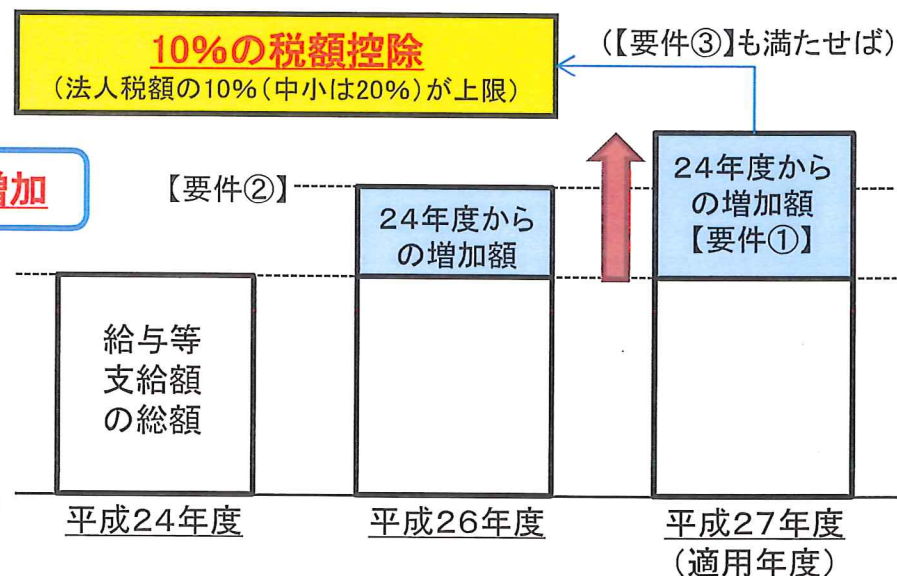 10%の税額控除
(法人税額の10%(中小は20%)が上限)
(【要件③】も満たせば)
増加
【要件②】
24年度から
の増加額
24年度から
の増加額
【要件①】
給与等
支給額
の総額
平成24年度
平成26年度
平成27年度
(適用年度)